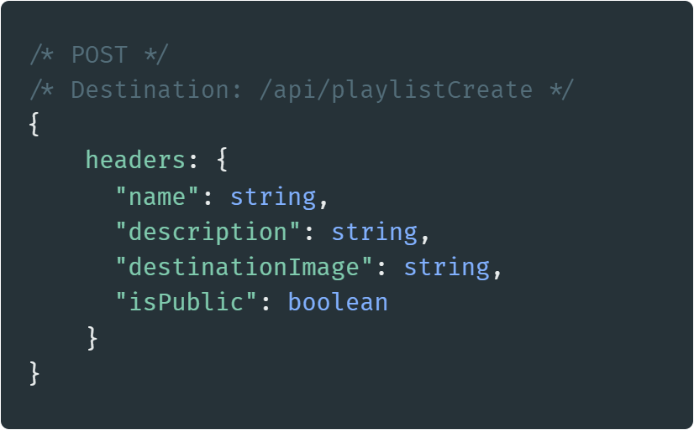 /* POST */
/* Destination: /api/playlistCreate */
{
    headers: {
      "name": string,
      "description": string,
      "destinationImage": string,
      "isPublic": boolean
    }
}